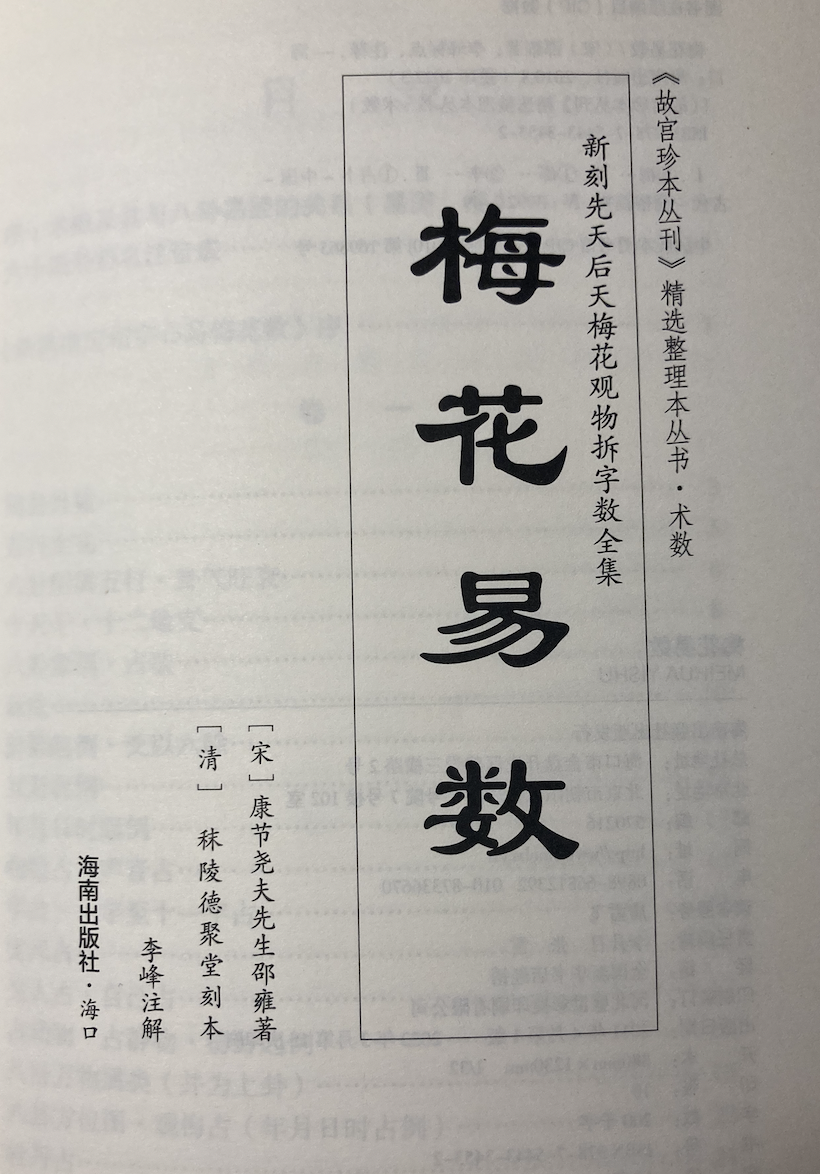 《故宫珍本丛刊》精选整理本丛书·术数
新刻先天后天梅花观物拆字数全集
梅花易数
［宋］康节尧夫先生邵雍著
［清］秣陵德聚堂刻本
李峰注解
海南出版社·海口